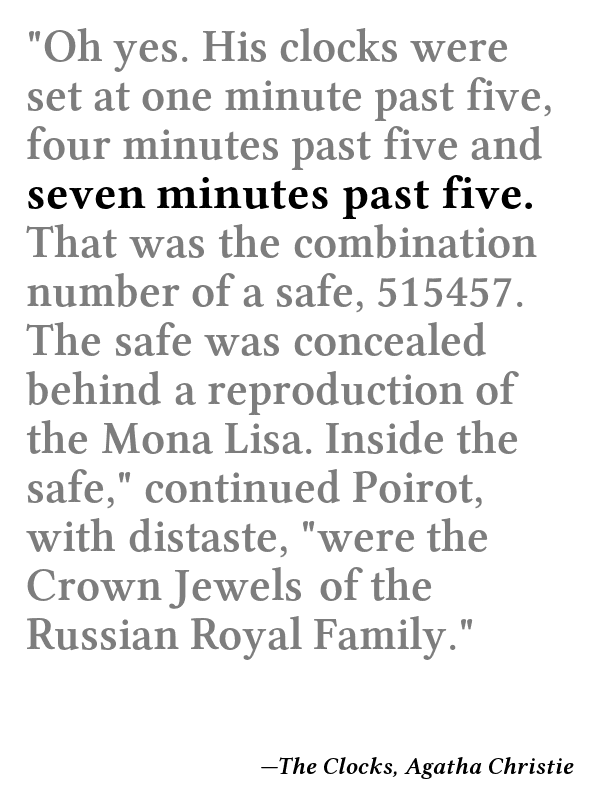 "Oh yes. His clocks were
set at one minute past five,
four minutes past five and
seven minutes past five.
That was the combination
number of a safe, 515457.
The safe was concealed
behind a reproduction of
the Mona Lisa. Inside the
safe," continued Poirot,
with distaste, "were the
Crown Jewels of the
Russian Royal Family."
—The Clocks, Agatha Christie